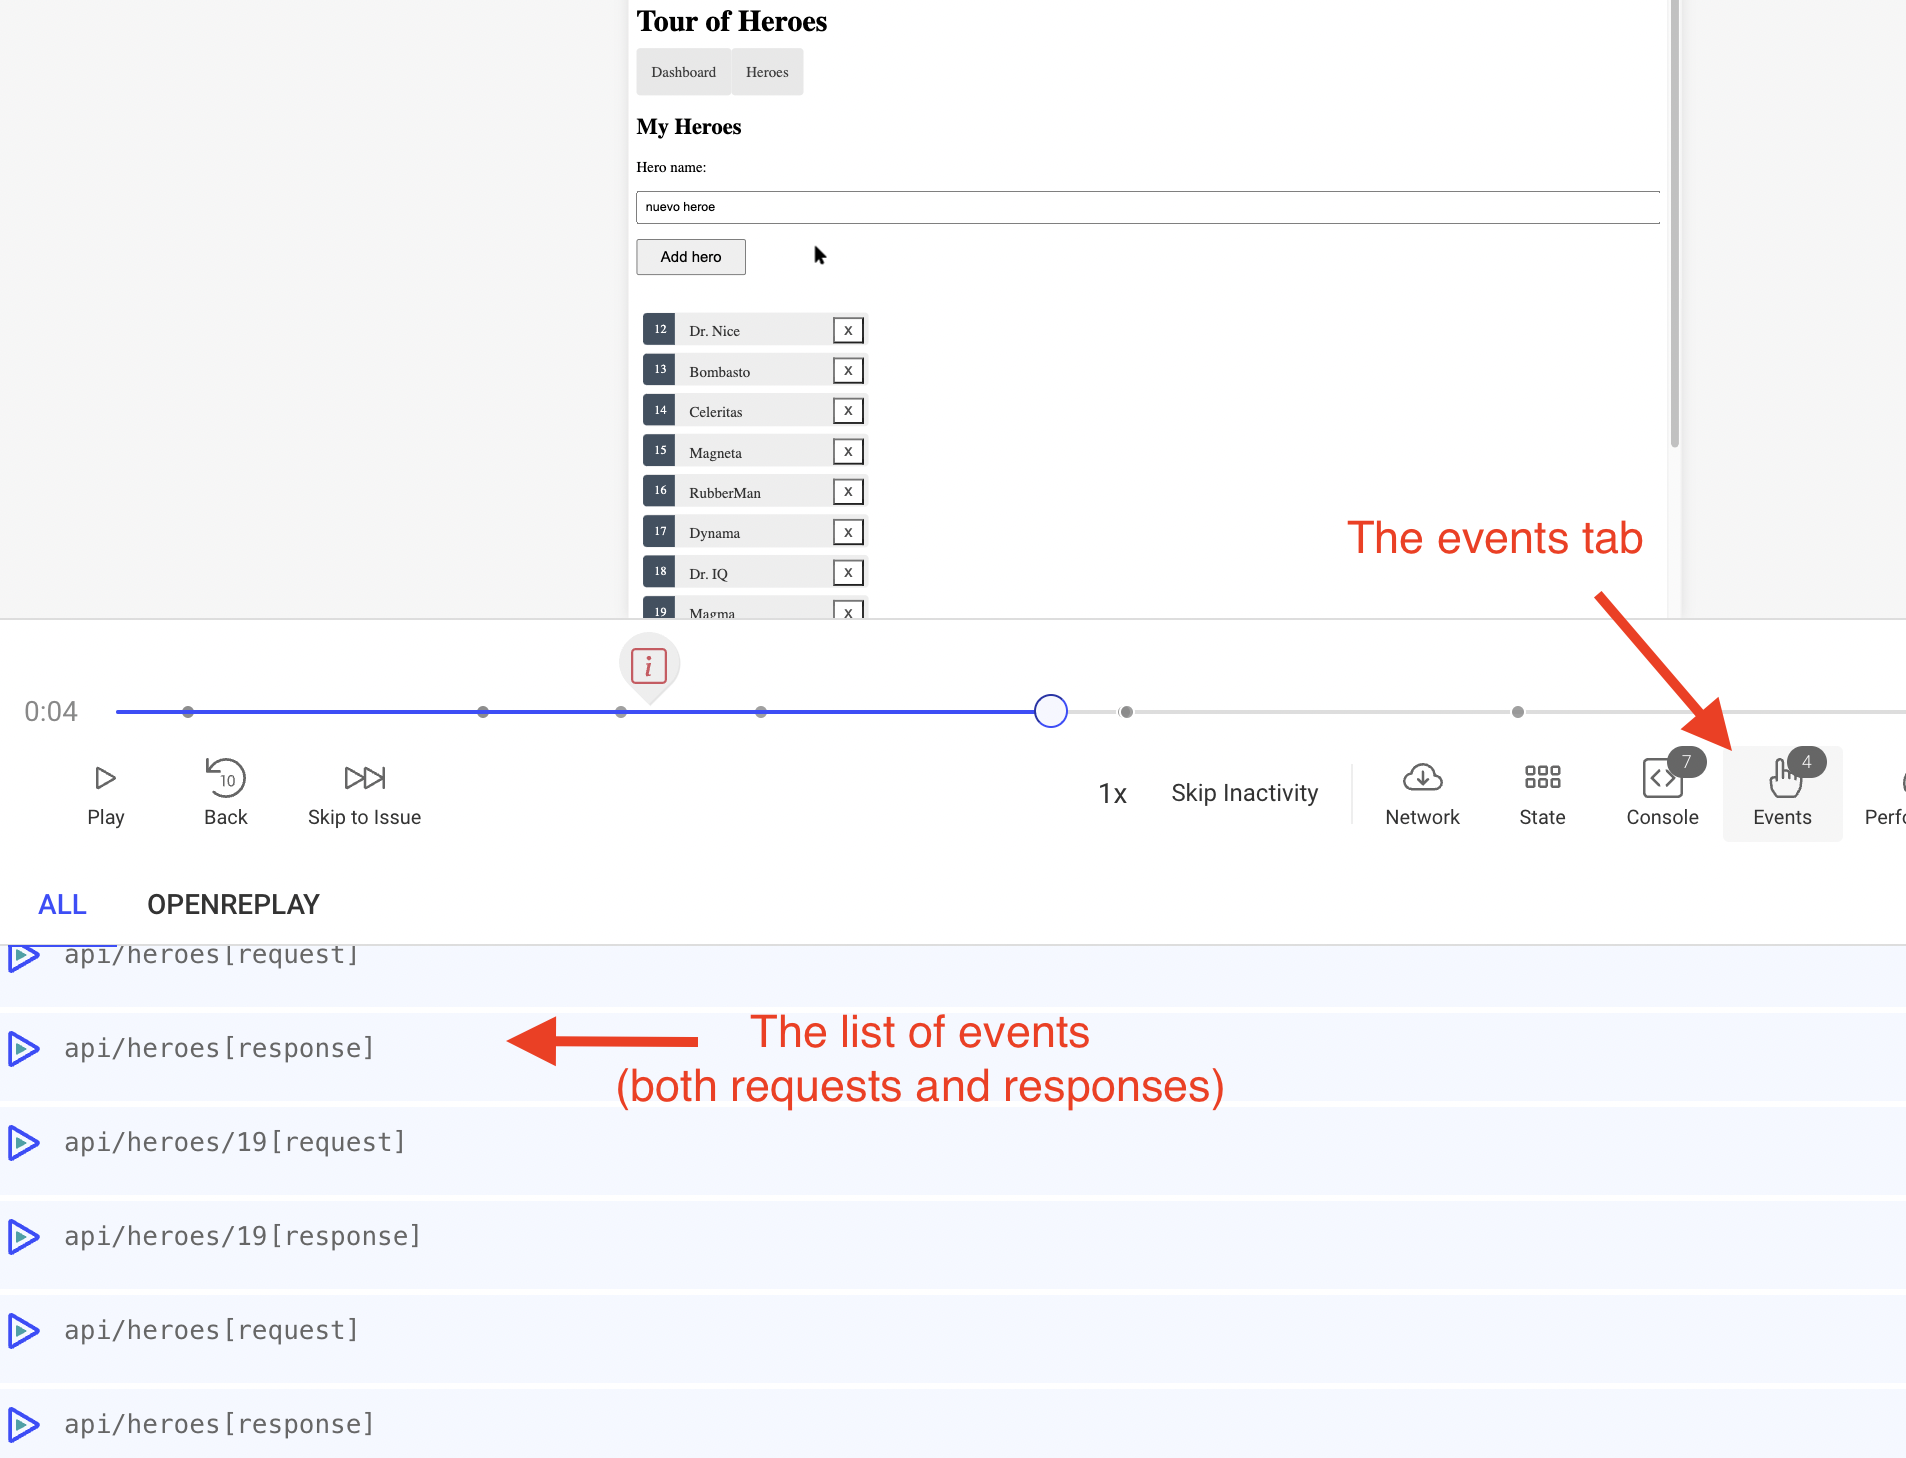 Tour of Heroes
Dashboard Heroes
My Heroes
Hero name:
nuevo heroe
Add hero
12 Dr. Nice X
13 Bombasto X
14 Celeritas X
15 Magneta X
16 RubberMan X
17 Dynama X
18 Dr. IQ X
19 Magma X
The events tab
i
0:04
10
7
4
Play Back Skip to Issue 1x Skip Inactivity Network State Console Events Perfo
ALL OPENREPLAY
api/heroes[request]
api/heroes[response]
The list of events
(both requests and responses)
api/heroes/19[request]
api/heroes/19[response]
api/heroes[request]
api/heroes[response]